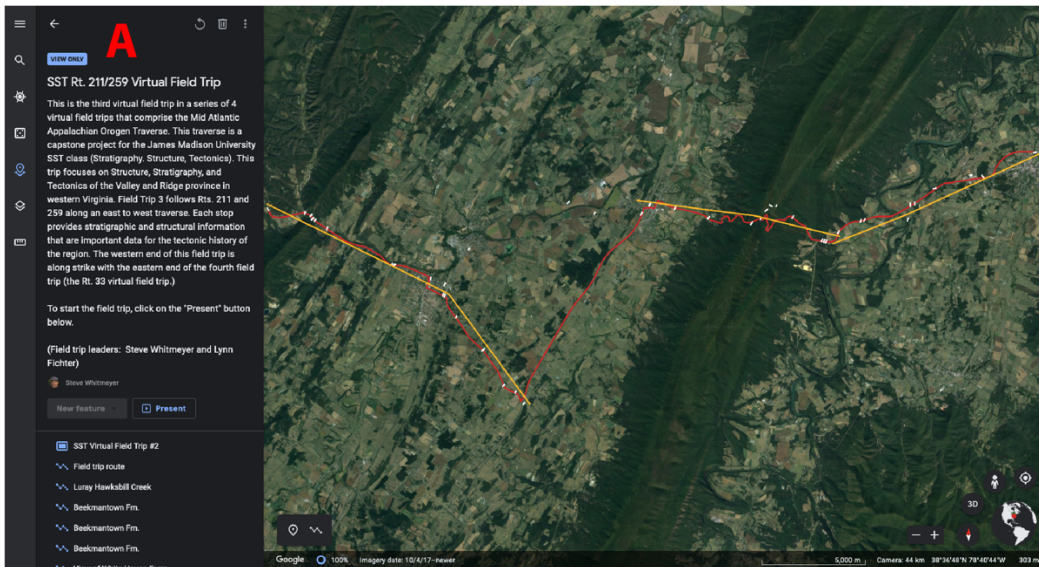 A
VIEW ONLY
SST Rt. 211/259 Virtual Field Trip
This is the third virtual field trip in a series of 4
virtual field trips that comprise the Mid Atlantic
Appalachian Orogen Traverse. This traverse is a
capstone project for the James Madison University
SST class (Stratigraphy. Structure, Tectonics). This
trip focuses on Structure, Stratigraphy, and
Tectonics of the Valley and Ridge province in
western Virginia. Field Trip 3 follows Rts. 211 and
259 along an east to west traverse. Each stop
provides stratigraphic and structural information
that are important data for the tectonic history of
the region. The western end of this field trip is
along strike with the eastern end of the fourth field
trip (the Rt. 33 virtual field trip.)
To start the field trip, click on the "Present" button
below.
(Field trip leaders: Steve Whitmeyer and Lynn
Fichter)
Steve Whitmeyer
New feature
Present
SST Virtual Field Trip #2
Field trip route
Luray Hawksbill Creek
Beekmantown Fm.
Beekmantown Fm.
Beekmantown Fm.
3D
Google 100% Imagery date: 10/4/17-newer 5,000 m Camera: 44 km 38°36'48"N 78°40'44"W 303 m